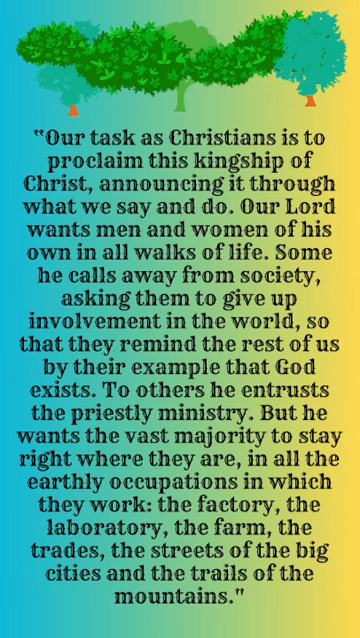 "Our task as Christians is to
proclaim this kingship of
Christ, announcing it through
what we say and do. Our Lord
wants men and women of his
own in all walks of life. Some
he calls away from society,
asking them to give up
involvement in the world, so
that they remind the rest of us
by their example that God
exists. To others he entrusts
the priestly ministry. But he
wants the vast majority to stay
right where they are, in all the
earthly occupations in which
they work: the factory, the
laboratory, the farm, the
trades, the streets of the big
cities and the trails of the
mountains."